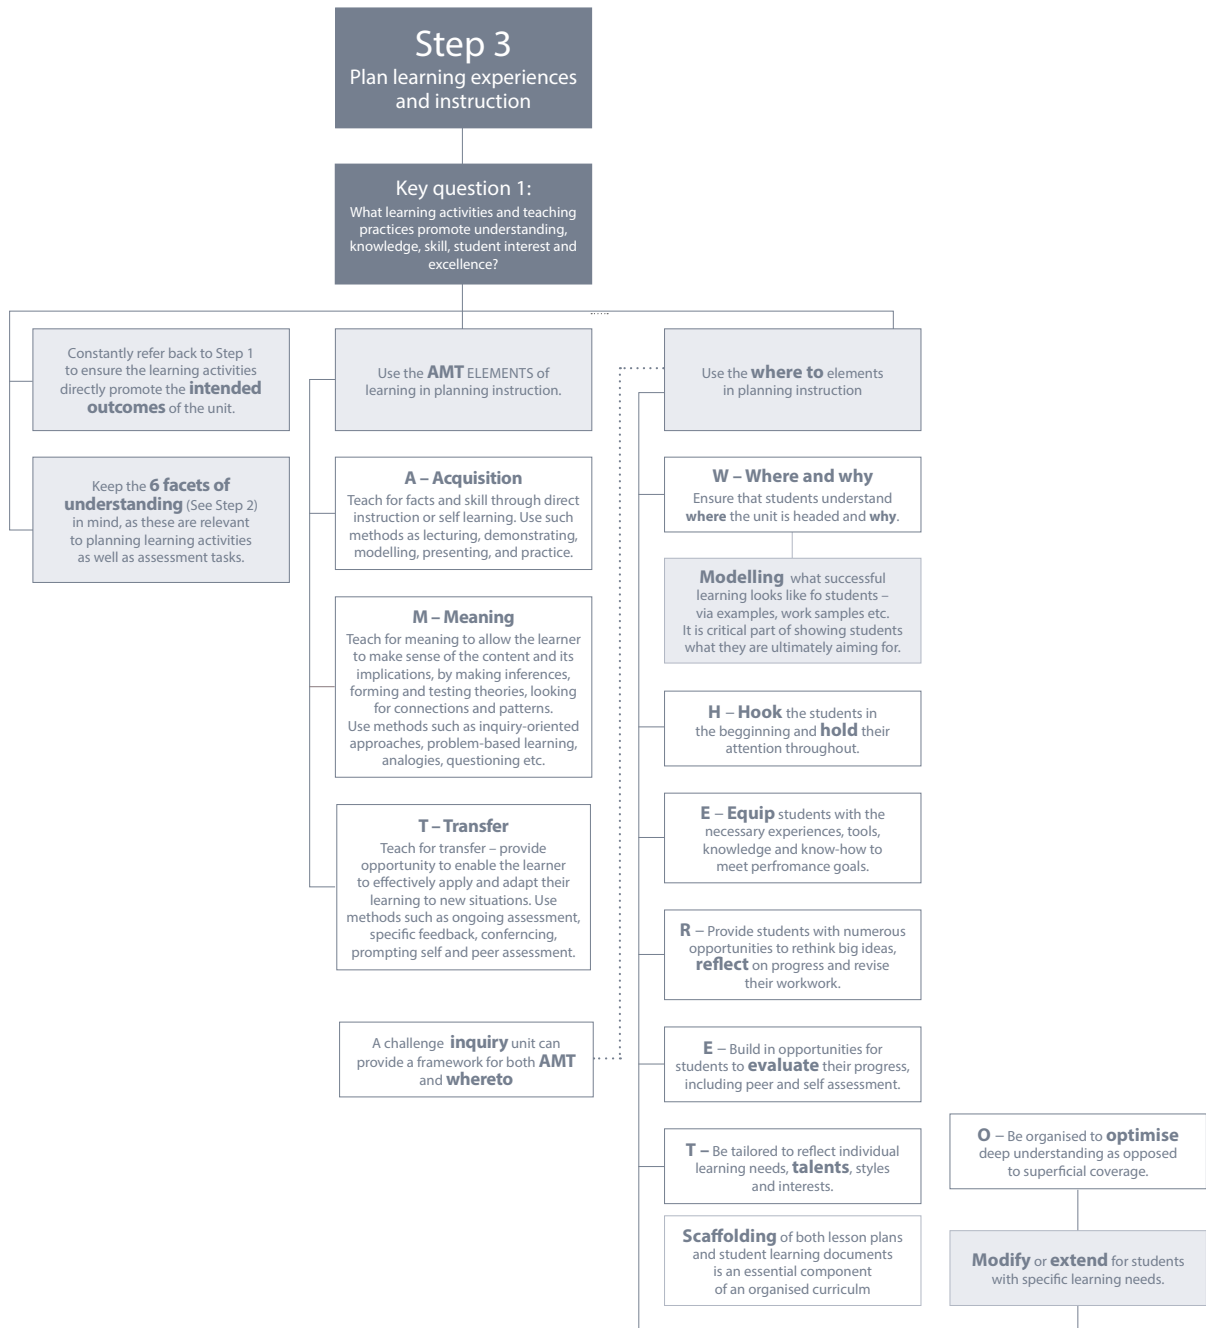 Step 3
Plan learning experiences
and instruction
Key question 1:
What learning activities and teaching
practices promote understanding,
knowledge, skill, student interest and
excellence?
Constantly refer back to Step 1
to ensure the learning activities
directly promote the intended
outcomes of the unit.
Keep the 6 facets of
understanding (See Step 2)
in mind, as these are relevant
to planning learning activities
as well as assessment tasks.
Use the AMT ELEMENTS of
learning in planning instruction.
A – Acquisition
Teach for facts and skill through direct
instruction or self learning. Use such
methods as lecturing, demonstrating,
modelling, presenting, and practice.
M – Meaning
Teach for meaning to allow the learner
to make sense of the content and its
implications, by making inferences,
forming and testing theories, looking
for connections and patterns.
Use methods such as inquiry-oriented
approaches, problem-based learning,
analogies, questioning etc.
T – Transfer
Teach for transfer – provide
opportunity to enable the learner
to effectively apply and adapt their
learning to new situations. Use
methods such as ongoing assessment,
specific feedback, conferncing,
prompting self and peer assessment.
A challenge inquiry unit can
provide a framework for both AMT
and whereto
Use the where to elements
in planning instruction
W – Where and why
Ensure that students understand
where the unit is headed and why.
Modelling what successful
learning looks like fo students –
via examples, work samples etc.
It is critical part of showing students
what they are ultimately aiming for.
H – Hook the students in
the begginning and hold their
attention throughout.
E – Equip students with the
necessary experiences, tools,
knowledge and know-how to
meet perfromance goals.
R – Provide students with numerous
opportunities to rethink big ideas,
reflect on progress and revise
their workwork.
E – Build in opportunities for
students to evaluate their progress,
including peer and self assessment.
T – Be tailored to reflect individual
learning needs, talents, styles
and interests.
Scaffolding of both lesson plans
and student learning documents
is an essential component
of an organised curriculm
O – Be organised to optimise
deep understanding as opposed
to superficial coverage.
Modify or extend for students
with specific learning needs.